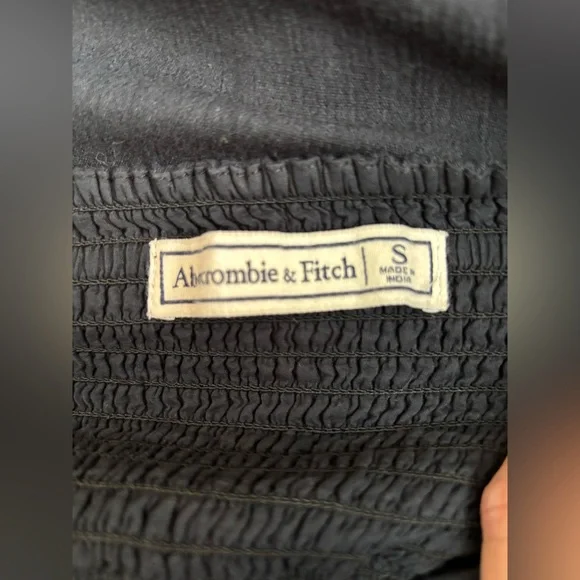 Abercrombie & Fitch
S
MADE IN
INDIA